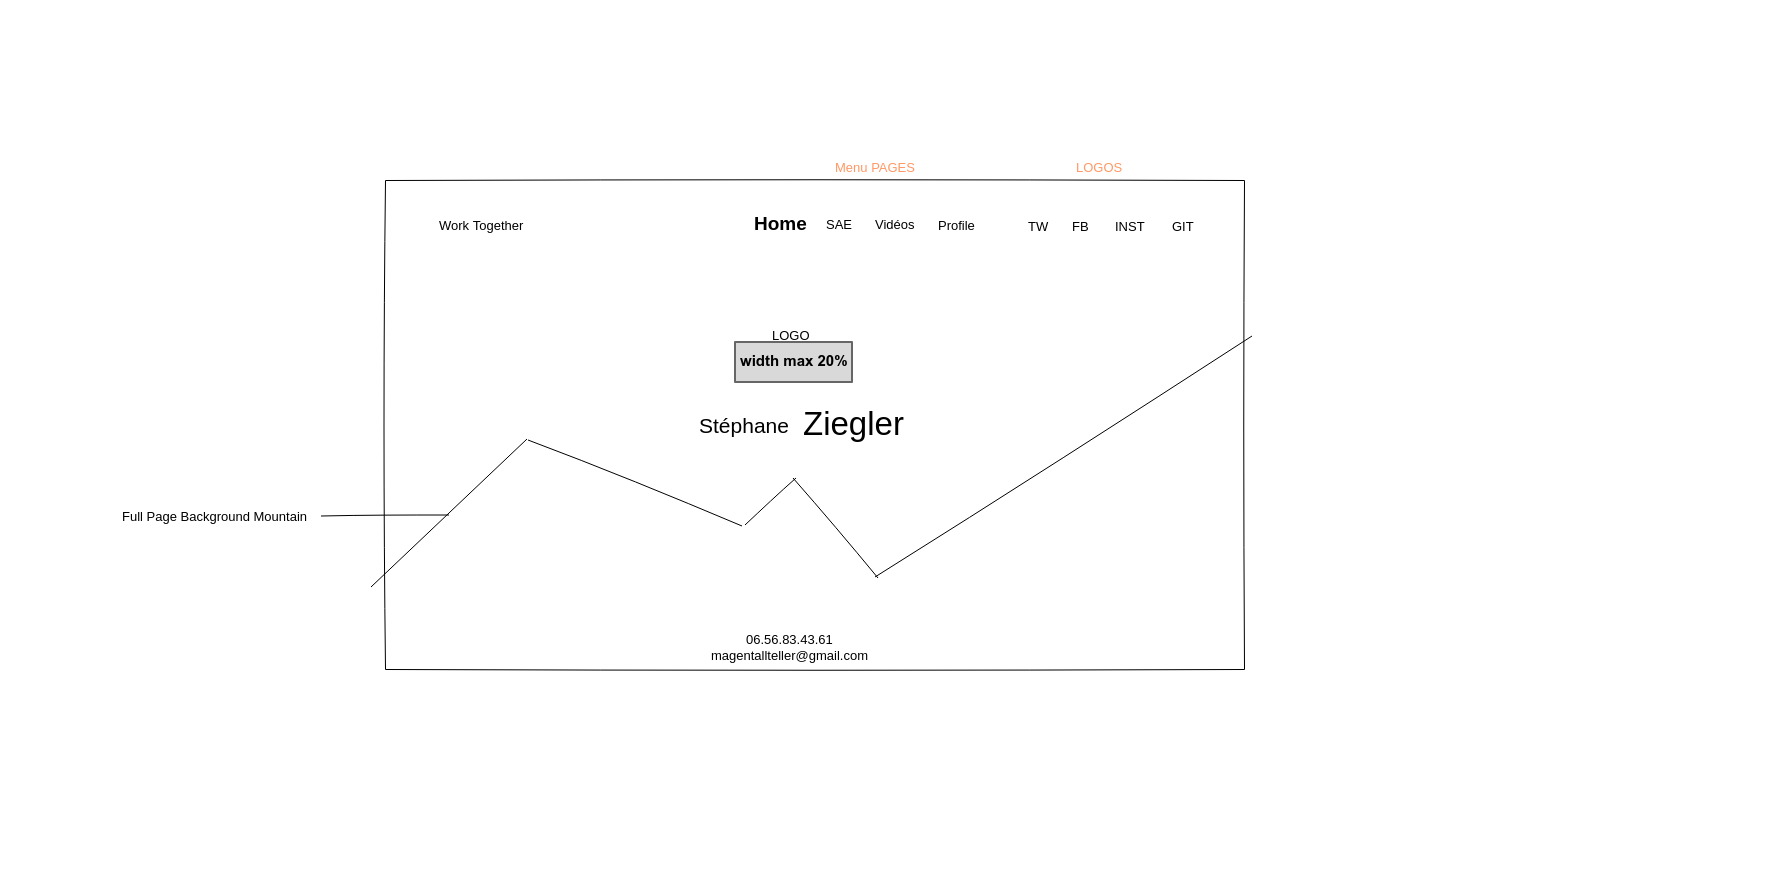 Menu PAGES LOGOS
Work Together Home SAE Vidéos Profile TW FB INST GIT
LOGO
width max 20%
Stéphane Ziegler
Full Page Background Mountain
06.56.83.43.61
magentallteller@gmail.com